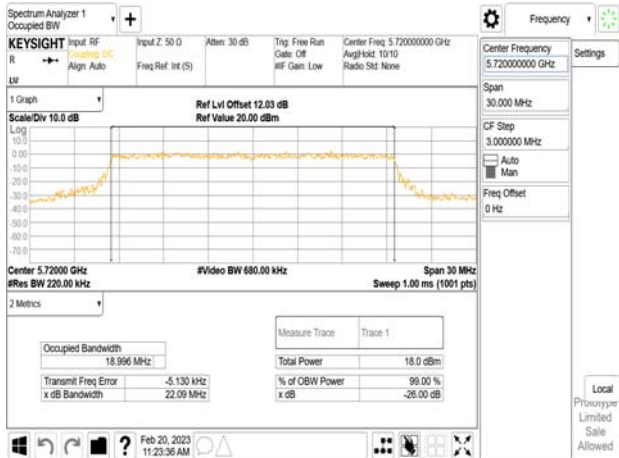 Spectrum Analyzer 1
Occupied BW
+
Frequency
KEYSIGHT Input: RF Input Z: 50 Ω Atten: 30 dB Trig: Free Run Center Freq: 5.720000000 GHz
R Coupling: DC Gate: Off Avg|Hold: 10/10
Align: Auto Freq Ref: Int (S) #IF Gain: Low Radio Std: None
LXI
Center Frequency
5.720000000 GHz
Settings
Span
30.000 MHz
CF Step
3.000000 MHz
Auto
Man
Freq Offset
0 Hz
1 Graph
Ref Lvl Offset 12.03 dB
Scale/Div 10.0 dB Ref Value 20.00 dBm
Log
10.0
0.00
-10.0
-20.0
-30.0
-40.0
-50.0
-60.0
-70.0
Center 5.72000 GHz #Video BW 680.00 kHz Span 30 MHz
#Res BW 220.00 kHz Sweep 1.00 ms (1001 pts)
2 Metrics
Measure Trace Trace 1
Occupied Bandwidth
18.996 MHz Total Power 18.0 dBm
Transmit Freq Error -5.130 kHz % of OBW Power 99.00 %
x dB Bandwidth 22.09 MHz x dB -26.00 dB
Local
Prototype
Limited
Sale
Allowed
? Feb 20, 2023
11:23:36 AM